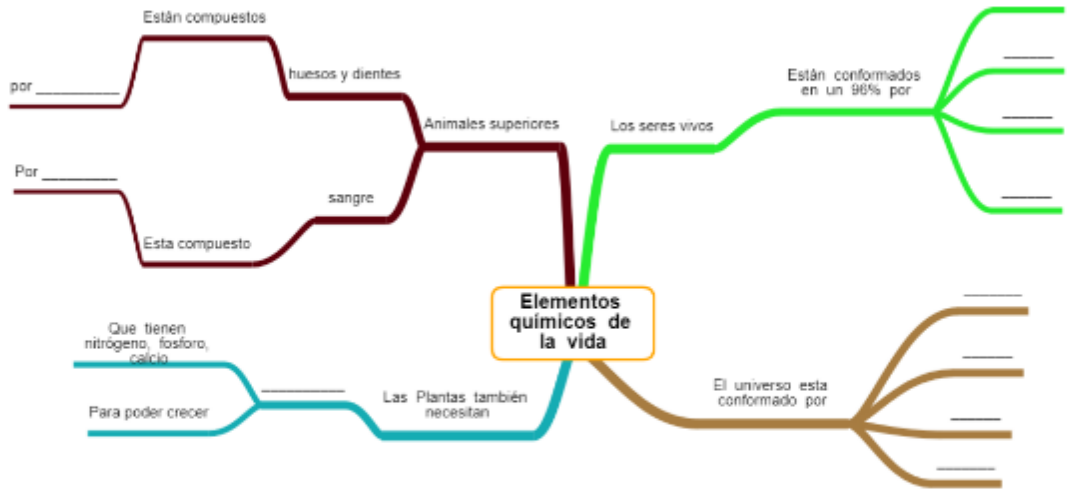 Están compuestos
por __________
huesos y dientes
Animales superiores
Por _________
sangre
Esta compuesto
Los seres vivos
Están conformados
en un 96% por
______
______
______
Elementos
químicos de
la vida
Que tienen
nitrógeno, fosforo,
calcio
Para poder crecer
__________
Las Plantas también
necesitan
El universo esta
conformado por
_______
______
______
_______